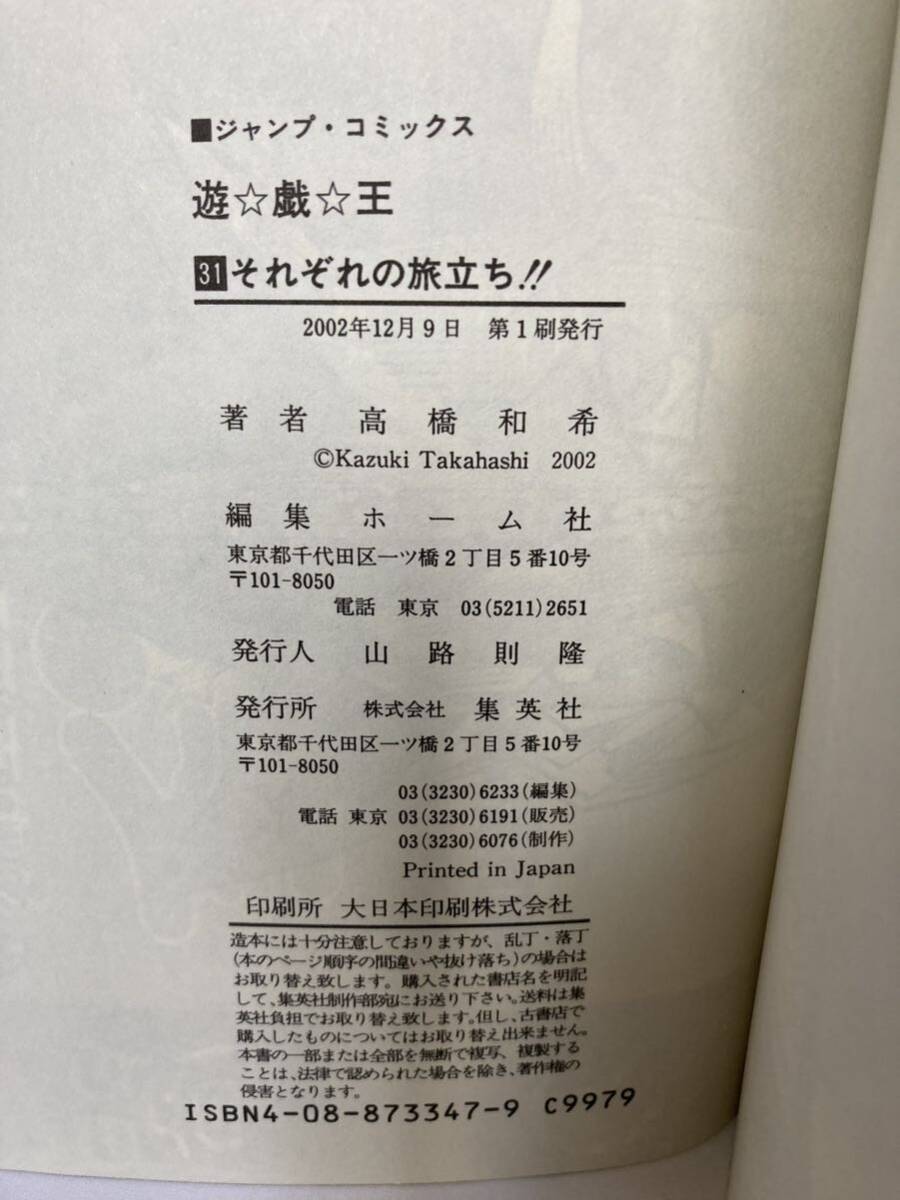 ■ジャンプ・コミックス
遊☆戯☆王
31それぞれの旅立ち!!
2002年12月9日 第1刷発行
著者 高橋和希
©Kazuki Takahashi 2002
編集 ホーム社
東京都千代田区一ツ橋2丁目5番10号
〒101-8050
電話 東京 03(5211)2651
発行人 山路則隆
発行所 株式会社 集英社
東京都千代田区一ツ橋2丁目5番10号
〒101-8050
03(3230)6233(編集)
電話 東京 03(3230)6191(販売)
03(3230)6076(制作)
Printed in Japan
印刷所 大日本印刷株式会社
造本には十分注意しておりますが、乱丁・落丁
(本のページ順序の間違いや抜け落ち)の場合は
お取り替え致します。購入された書店名を明記
して、集英社制作部宛にお送り下さい。送料は集
英社負担でお取り替え致します。但し、古書店で
購入したものについてはお取り替え出来ません。
本書の一部または全部を無断で複写、複製する
ことは、法律で認められた場合を除き、著作権の
侵害となります。
ISBN4-08-873347-9 C9979